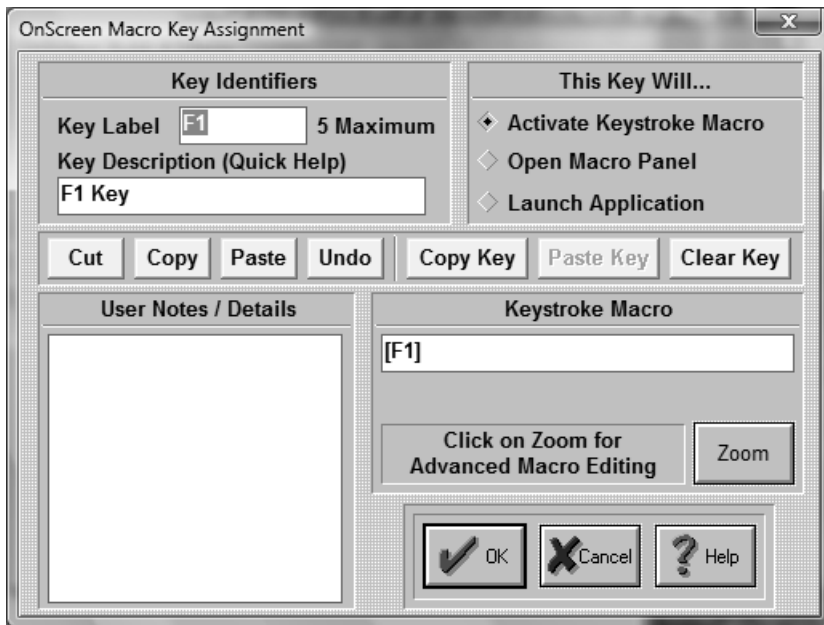 OnScreen Macro Key Assignment
X
Key Identifiers
Key Label F1 5 Maximum
Key Description (Quick Help)
F1 Key
This Key Will...
Activate Keystroke Macro
Open Macro Panel
Launch Application
Cut Copy Paste Undo Copy Key Paste Key Clear Key
User Notes / Details
Keystroke Macro
[F1]
Click on Zoom for
Advanced Macro Editing
Zoom
OK Cancel ? Help